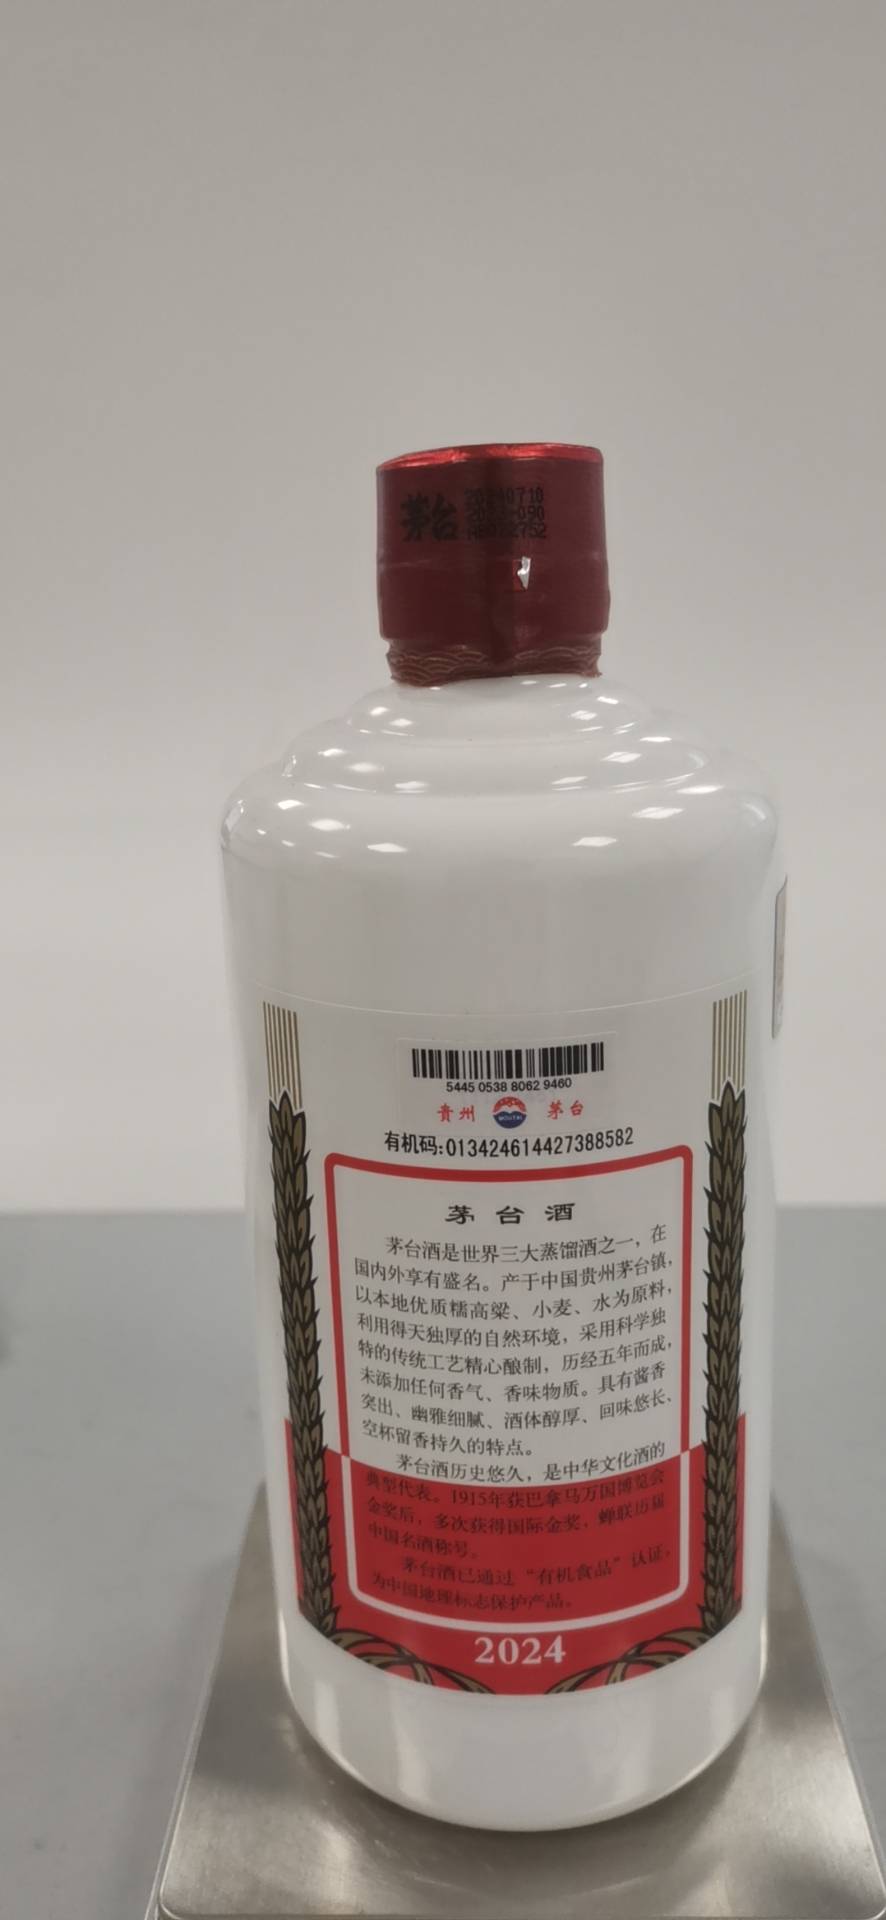 茅台
5445 0538 8062 9460
贵州 MOUTAI 茅台
有机码:013424614427388582
茅台酒
茅台酒是世界三大蒸馏酒之一，在
国内外享有盛名。产于中国贵州茅台镇，
以本地优质糯高粱、小麦、水为原料，
利用得天独厚的自然环境，采用科学独
特的传统工艺精心酿制，历经五年而成，
未添加任何香气、香味物质。具有酱香
突出、幽雅细腻、酒体醇厚、回味悠长、
空杯留香持久的特点。
茅台酒历史悠久，是中华文化酒的
典型代表。1915年获巴拿马万国博览会
金奖后，多次获得国际金奖，蝉联历届
中国名酒称号。
茅台酒已通过“有机食品”认证，
为中国地理标志保护产品。
2024